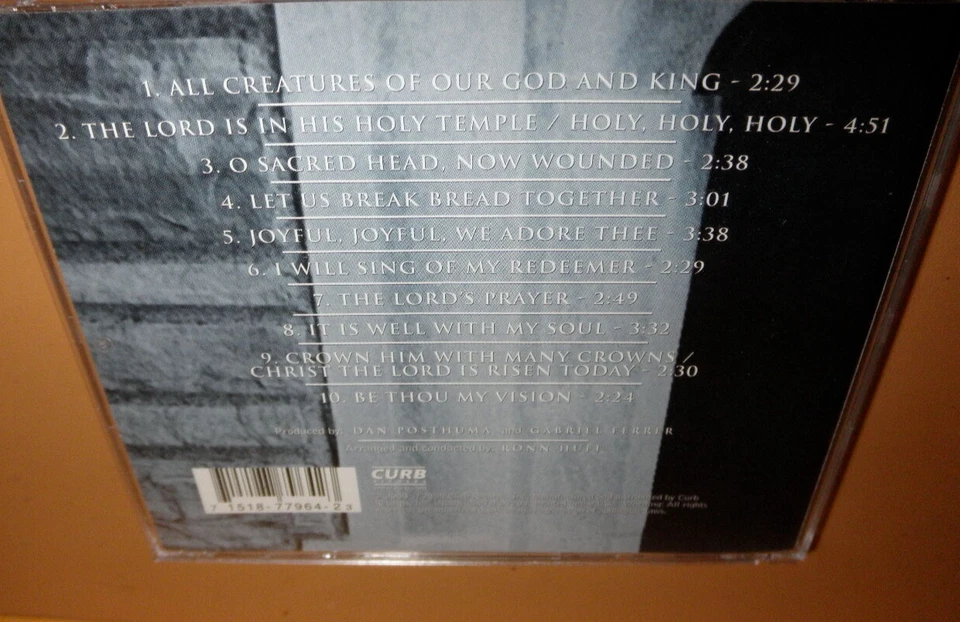 1. ALL CREATURES OF OUR GOD AND KING - 2:29
2. THE LORD IS IN HIS HOLY TEMPLE / HOLY, HOLY, HOLY - 4:51
3. O SACRED HEAD, NOW WOUNDED - 2:38
4. LET US BREAK BREAD TOGETHER - 3:01
5. JOYFUL, JOYFUL, WE ADORE THEE - 3:38
6. I WILL SING OF MY REDEEMER - 2:29
7. THE LORD'S PRAYER - 2:49
8. IT IS WELL WITH MY SOUL - 3:32
9. CROWN HIM WITH MANY CROWNS /
CHRIST THE LORD IS RISEN TODAY - 2:30
10. BE THOU MY VISION - 2:24
Produced by: DAN POSTHUMA, and GABRIEL FERRER
Arranged and conducted by: RONN HUFF
CURB
7 1518-77964-2 3
by Curb
All rights